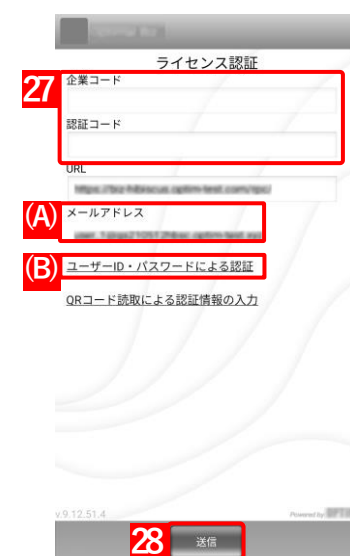 ライセンス認証
27
企業コード
認証コード
URL
(A)
メールアドレス
(B)
ユーザーID・パスワードによる認証
QRコード読取による認証情報の入力
v.9.12.51.4
Powered by
28
送信